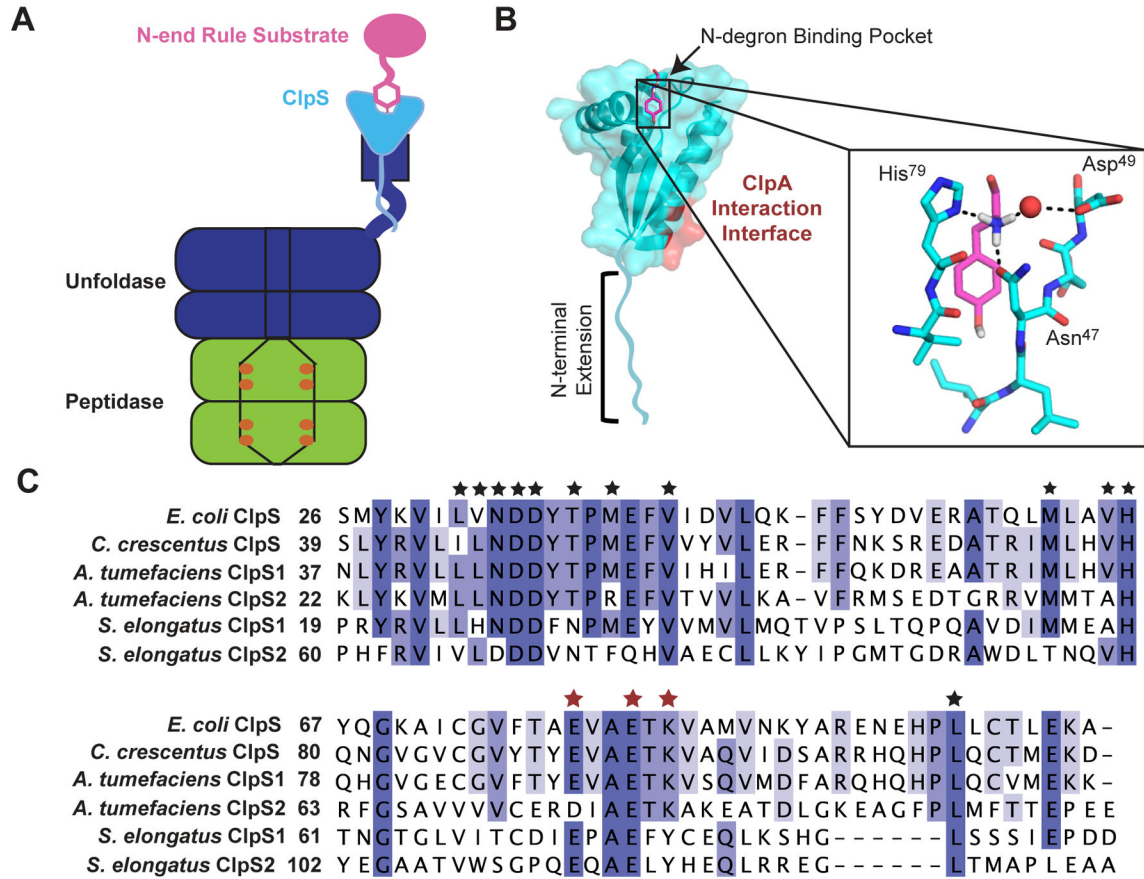 A
N-end Rule Substrate
ClpS
Unfoldase
Peptidase
B
N-degron Binding Pocket
ClpA
Interaction
Interface
N-terminal
Extension
His79
Asp49
Asn47
C
E. coli ClpS 26 SMYKVILVNDDYTPMEFVIDVLQK-FFSYDVERATQLMLAVH
C. crescentus ClpS 39 SLYRVLILNDDYTPMEFVVYVLER-FFNKSREDATRIMLHVH
A. tumefaciens ClpS1 37 NLYRVLLLNDDYTPMEFVIHILER-FFQKDREAATRIMLHVH
A. tumefaciens ClpS2 22 KLYKVMLLNDDYTPREFVTVVLKA-VFRMSEDTGRRVMMTAH
S. elongatus ClpS1 19 PRYRVLLHNDDFNPMEYVVMVLMQTVPSLTQPQAVDIMMEAH
S. elongatus ClpS2 60 PHFRVIVLDDDVNTFQHVAECLLKYIPGMTGDRAWDLTNQVH
E. coli ClpS 67 YQGKAICGVFTAEVAETKVAMVNKYARENEHPLLCTLEKA-
C. crescentus ClpS 80 QNGVGVCGVYTYEVAETKVAQVIDSARRHQHPLQCTMEKD-
A. tumefaciens ClpS1 78 QHGVGECGVFTYEVAETKVSQVMDFARQHQHPLQCVMEKK-
A. tumefaciens ClpS2 63 RFGSAVVVVCERDIAETKAKEATDLGKEAGFPLMFTTEPEE
S. elongatus ClpS1 61 TNGTGLVITCDIEPAEFYCEQLKSHG------LSSSIEPDD
S. elongatus ClpS2 102 YEGAATVWSGPQEQAELYHEQLRREG------LTMAPLEAA